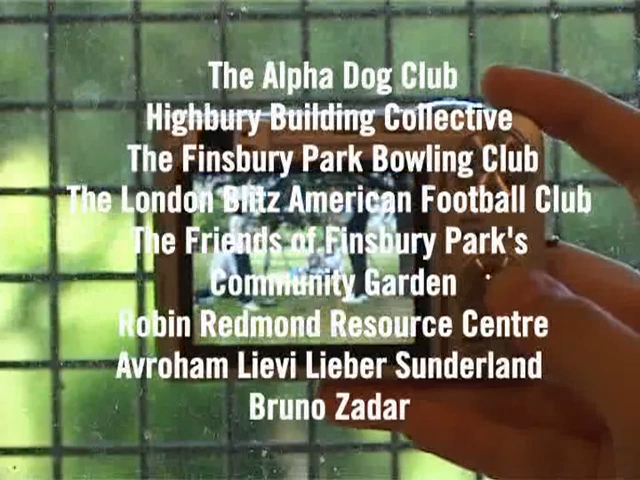 The Alpha Dog Club
Highbury Building Collective
The Finsbury Park Bowling Club
The London Blitz American Football Club
The Friends of Finsbury Park's
Community Garden
Robin Redmond Resource Centre
Avroham Lievi Lieber Sunderland
Bruno Zadar